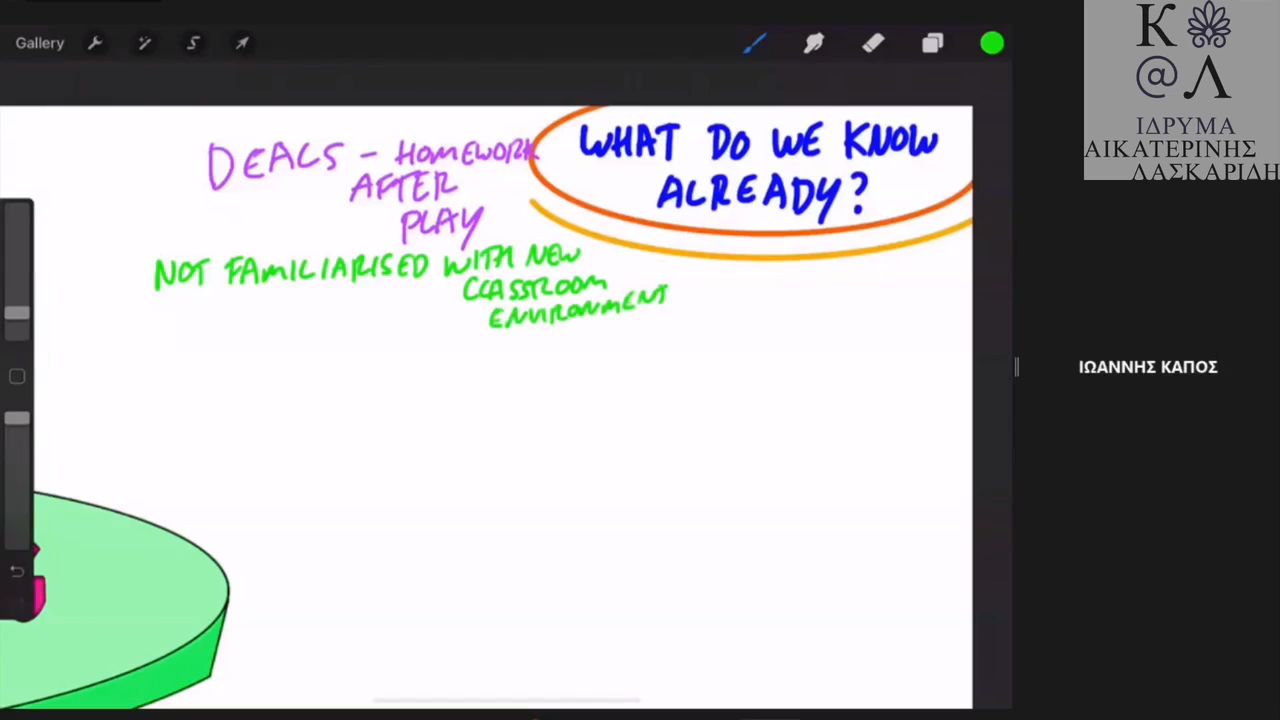 Gallery
DEALS - HOMEWORK
AFTER
PLAY
WHAT DO WE KNOW
ALREADY?
NOT FAMILIARISED WITH NEW
CLASSROOM
ENVIRONMENT
Κ
@Λ
ΙΔΡΥΜΑ
ΑΙΚΑΤΕΡΙΝΗΣ
ΛΑΣΚΑΡΙΔΗ
ΙΩΑΝΝΗΣ ΚΑΠΟΣ